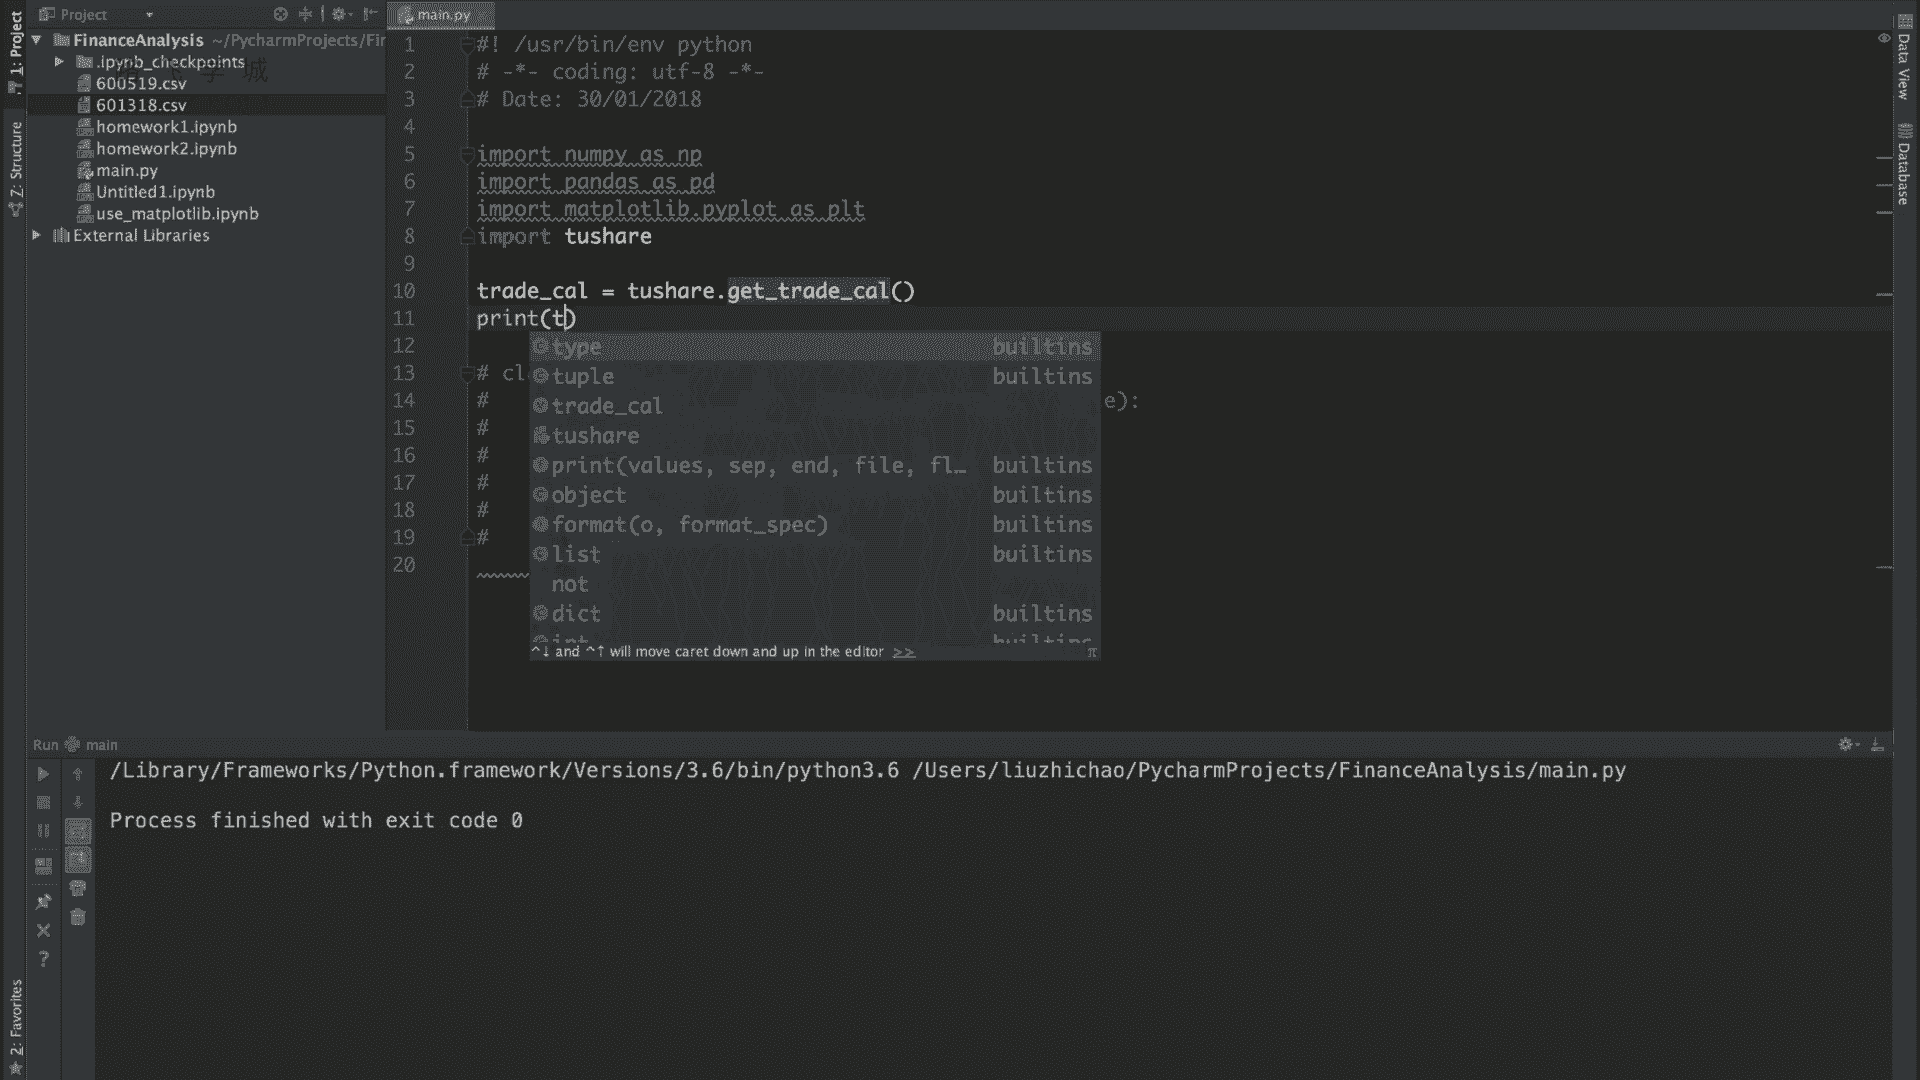 Project
main.py
1: Project
FinanceAnalysis ~/PycharmProjects/Fin
.ipynb_checkpoints
600519.csv
601318.csv
homework1.ipynb
homework2.ipynb
main.py
Untitled1.ipynb
use_matplotlib.ipynb
External Libraries
Z: Structure
2: Favorites
Data View
Database
1 #! /usr/bin/env python
2 # -*- coding: utf-8 -*-
3 # Date: 30/01/2018
4
5 import numpy as np
6 import pandas as pd
7 import matplotlib.pyplot as plt
8 import tushare
9
10 trade_cal = tushare.get_trade_cal()
11 print(t)
12
13 # cl
14 # e):
15 #
16 #
17 #
18 #
19 #
20
type builtins
tuple builtins
trade_cal
tushare
print(values, sep, end, file, fl… builtins
object builtins
format(o, format_spec) builtins
list builtins
not
dict builtins
int builtins
^↓ and ^↑ will move caret down and up in the editor >> π
Run main
/Library/Frameworks/Python.framework/Versions/3.6/bin/python3.6 /Users/liuzhichao/PycharmProjects/FinanceAnalysis/main.py
Process finished with exit code 0